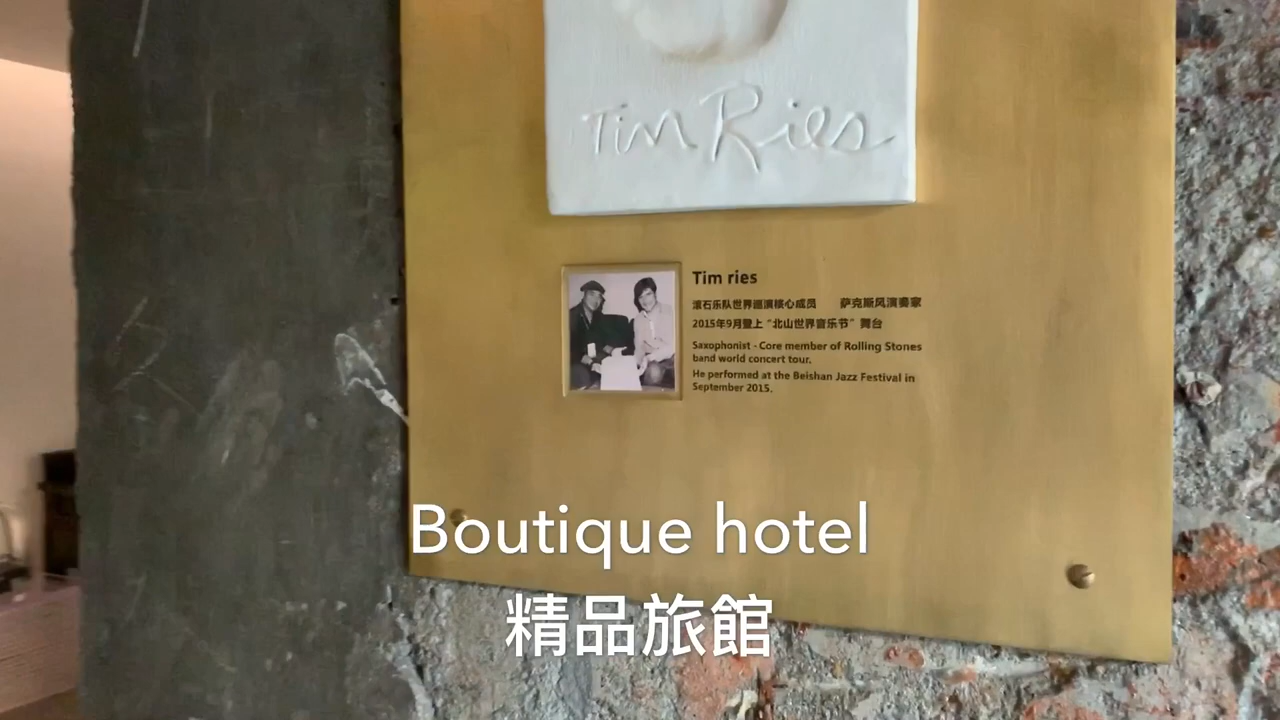 Tim Ries
Tim ries
滚石乐队世界巡演核心成员 萨克斯风演奏家
2015年9月登上“北山世界音乐节”舞台
Saxophonist - Core member of Rolling Stones
band world concert tour.
He performed at the Beishan Jazz Festival in
September 2015.
Boutique hotel
精品旅館